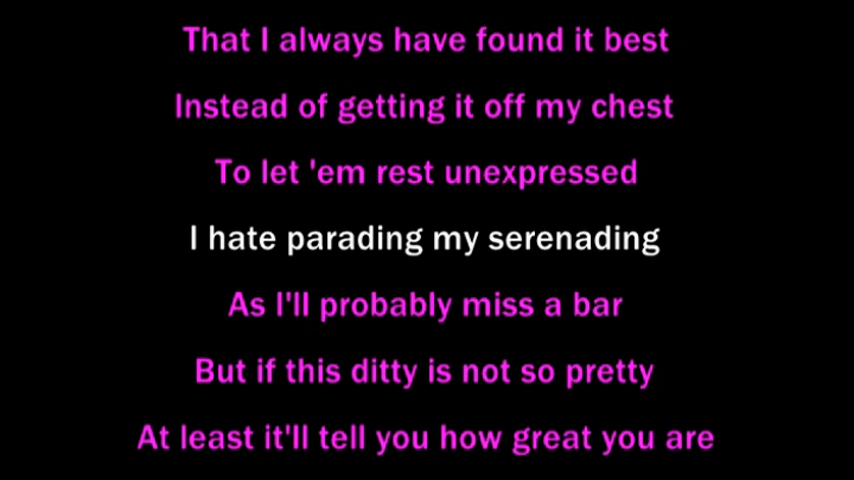 That I always have found it best
Instead of getting it off my chest
To let 'em rest unexpressed
I hate parading my serenading
As I'll probably miss a bar
But if this ditty is not so pretty
At least it'll tell you how great you are